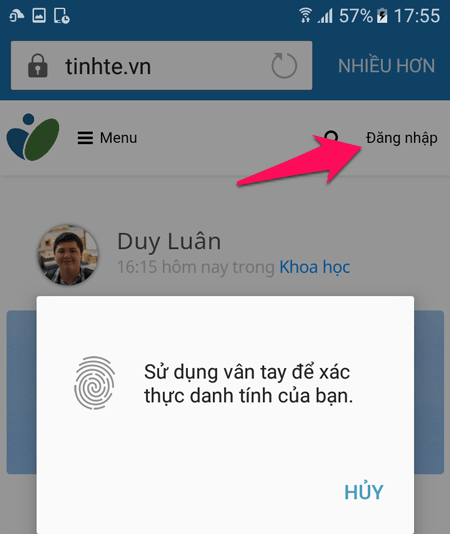 57% 17:55
tinhte.vn NHIỀU HƠN
Menu Đăng nhập
Duy Luân
16:15 hôm nay trong Khoa học
Sử dụng vân tay để xác
thực danh tính của bạn.
HỦY